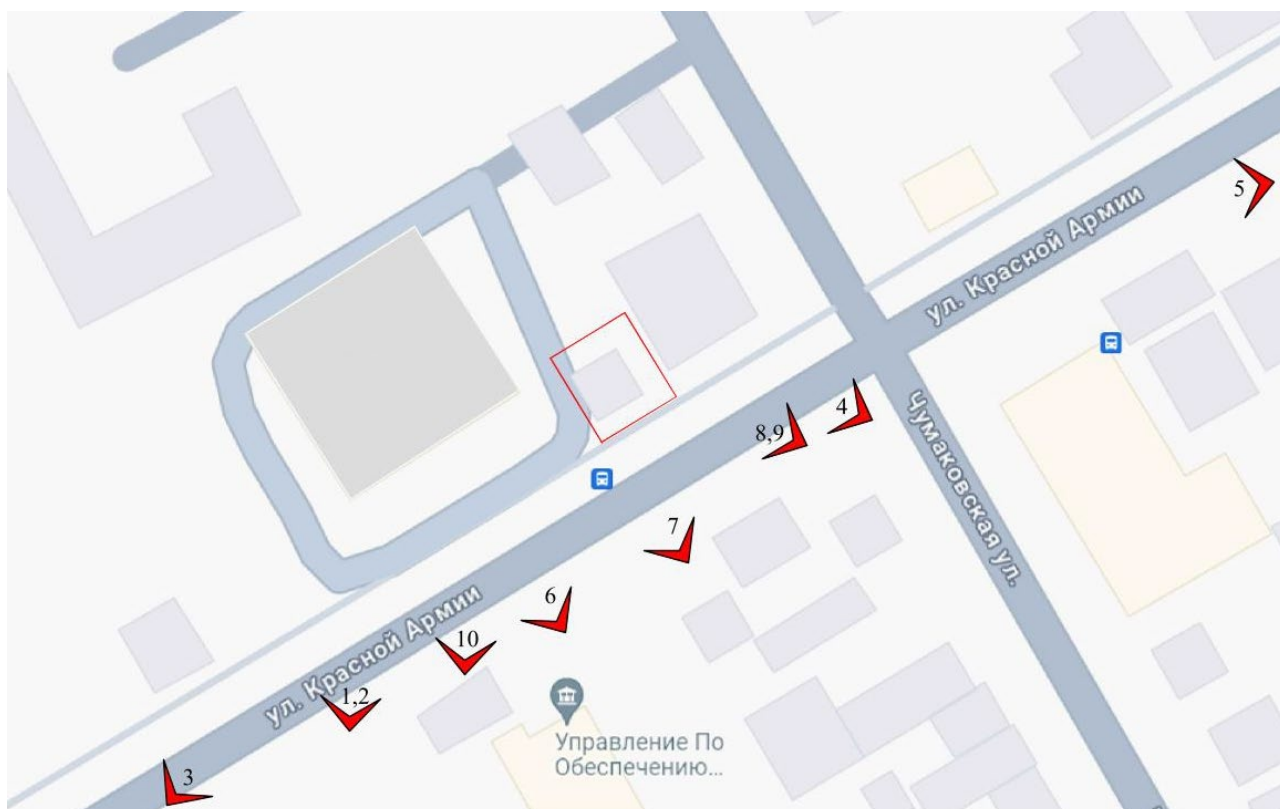 5
ул. Красной Армии
4
8,9
Чумаковская ул.
7
6
ул. Красной Армии
10
1,2
Управление По
Обеспечению...
3